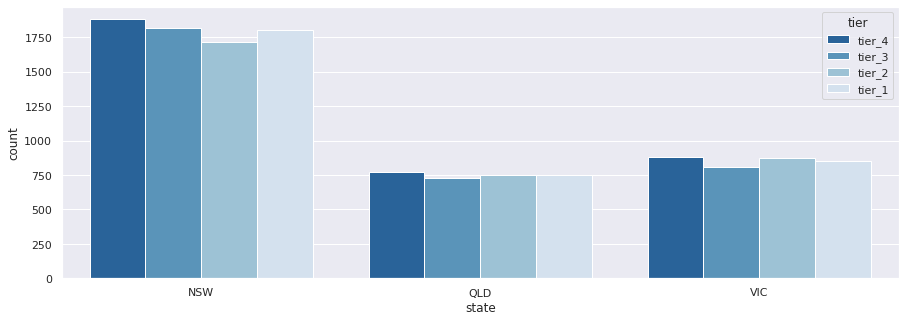 1750
1500
1250
1000
750
500
250
0
count
NSW
QLD
VIC
state
tier
tier_4
tier_3
tier_2
tier_1